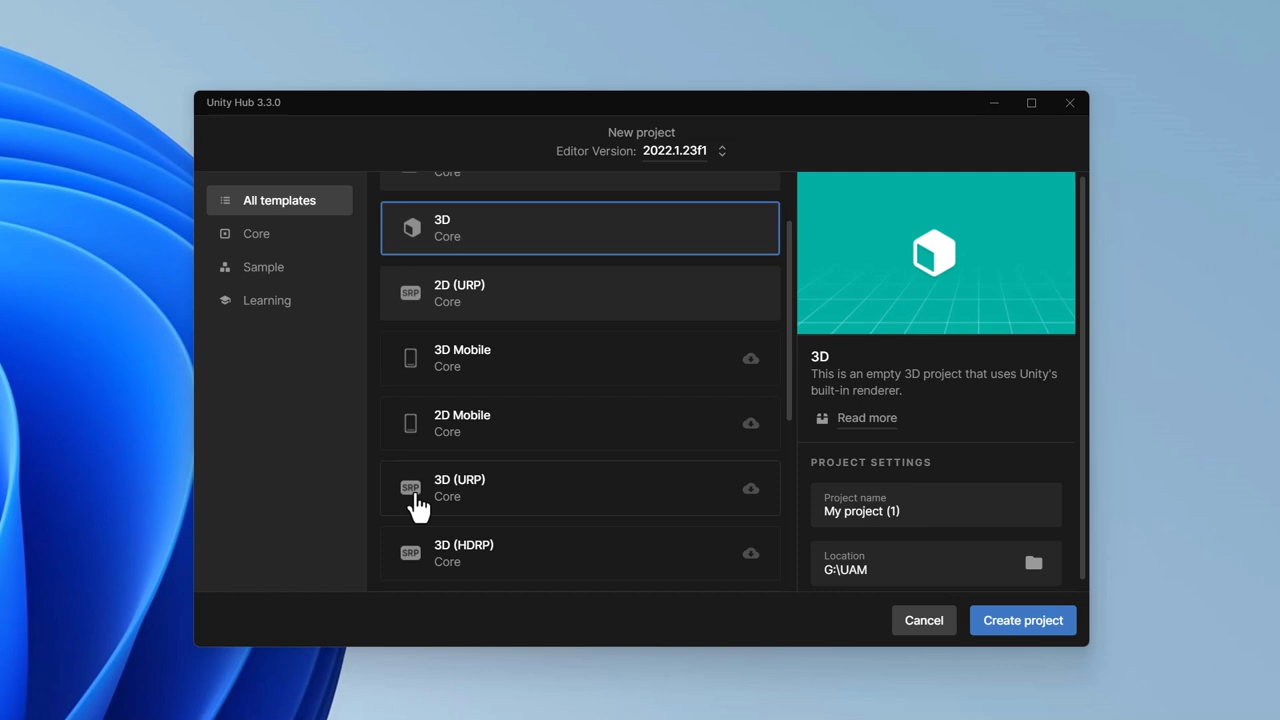 Unity Hub 3.3.0
New project
Editor Version: 2022.1.23f1
All templates
Core
Sample
Learning
Core
3D
Core
SRP
2D (URP)
Core
3D Mobile
Core
2D Mobile
Core
SRP
3D (URP)
Core
SRP
3D (HDRP)
Core
3D
This is an empty 3D project that uses Unity's
built-in renderer.
Read more
PROJECT SETTINGS
Project name
My project (1)
Location
G:\UAM
Cancel
Create project